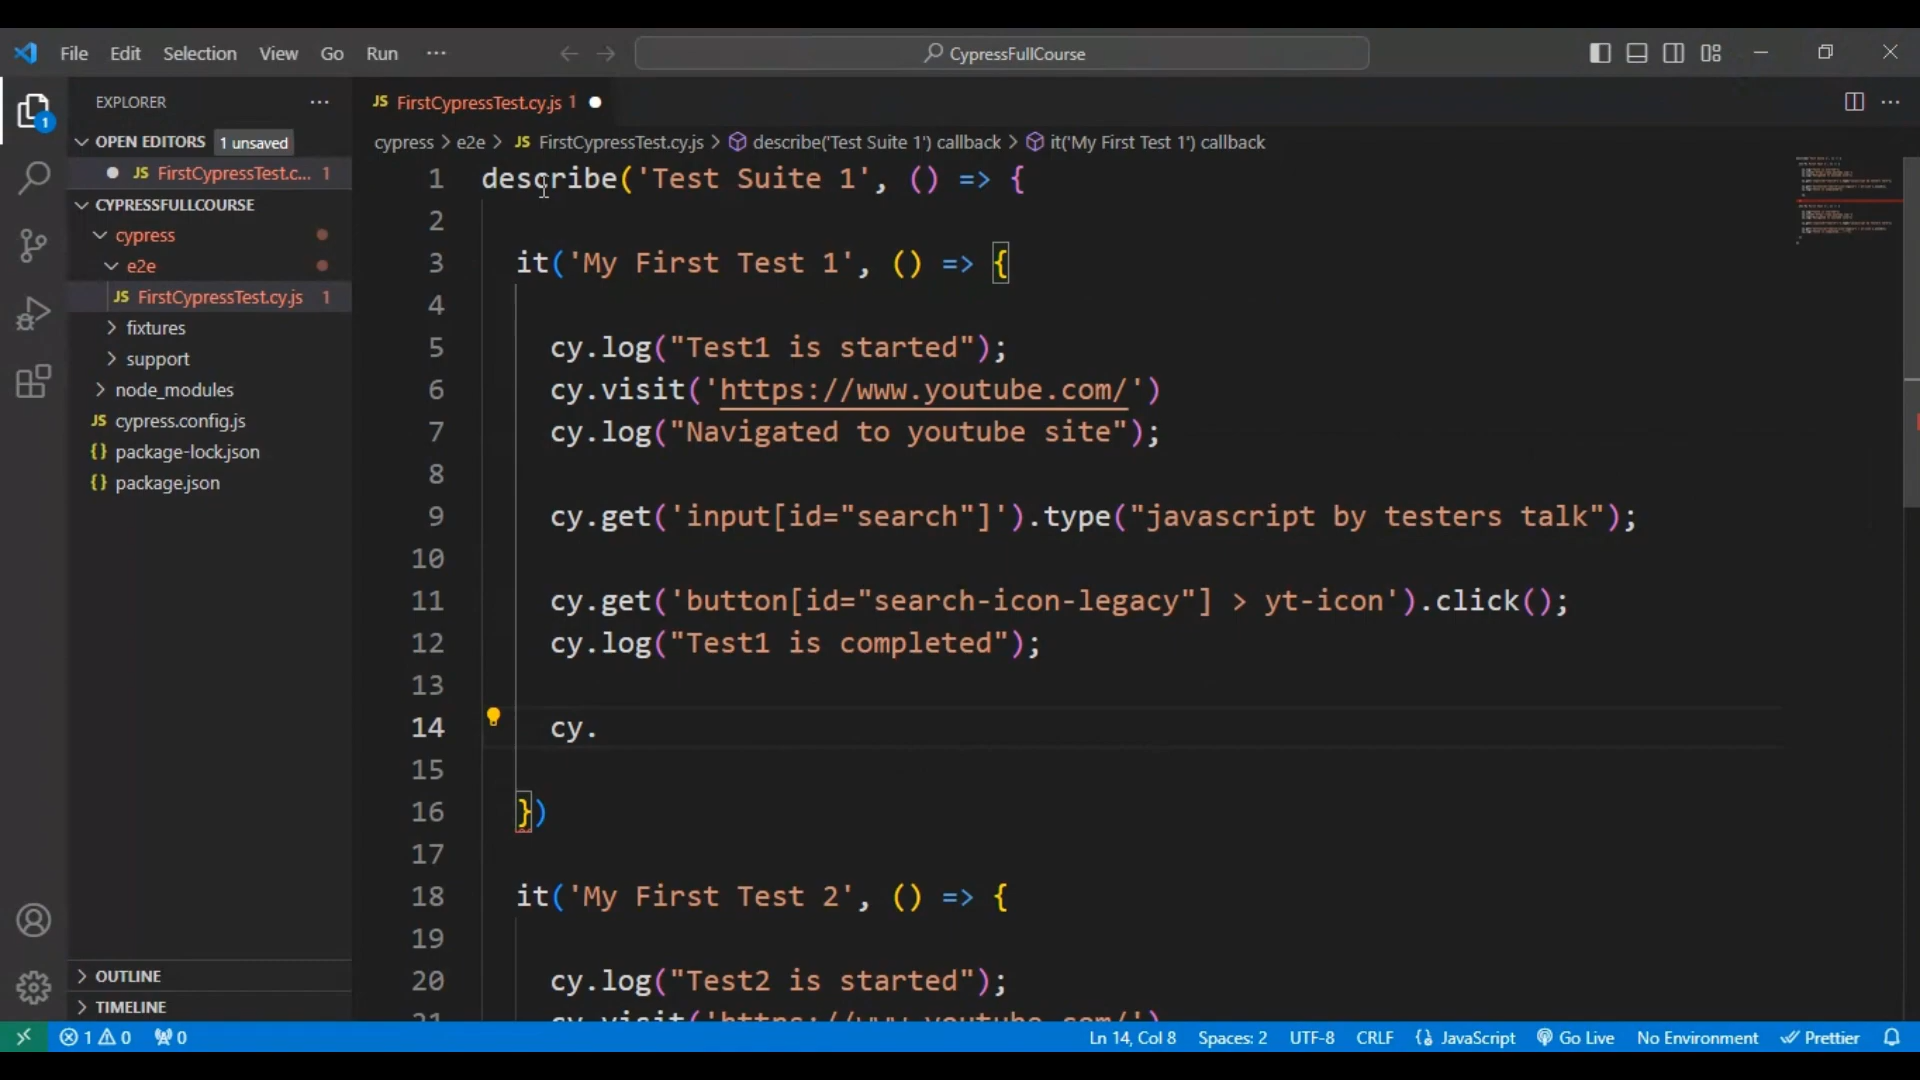 File Edit Selection View Go Run ··· CypressFullCourse
EXPLORER ···
OPEN EDITORS 1 unsaved
JS FirstCypressTest.c... 1
CYPRESSFULLCOURSE
cypress
e2e
JS FirstCypressTest.cy.js 1
fixtures
support
node_modules
JS cypress.config.js
{} package-lock.json
{} package.json
OUTLINE
TIMELINE
1
JS FirstCypressTest.cy.js 1 ● ···
cypress > e2e > JS FirstCypressTest.cy.js > describe('Test Suite 1') callback > it('My First Test 1') callback
1 describe('Test Suite 1', () => {
2
3 it('My First Test 1', () => {
4
5 cy.log("Test1 is started");
6 cy.visit('https://www.youtube.com/')
7 cy.log("Navigated to youtube site");
8
9 cy.get('input[id="search"]').type("javascript by testers talk");
10
11 cy.get('button[id="search-icon-legacy"] > yt-icon').click();
12 cy.log("Test1 is completed");
13
14 cy.
15
16 })
17
18 it('My First Test 2', () => {
19
20 cy.log("Test2 is started");
21 cy.visit('https://www.youtube.com/')
1 0 0 Ln 14, Col 8 Spaces: 2 UTF-8 CRLF {} JavaScript Go Live No Environment Prettier